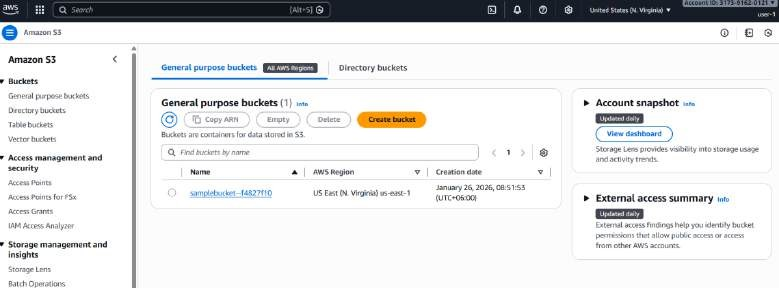 aws
Search
[Alt+S]
United States (N. Virginia)
Account ID: 3173-9162-0121
user-1
Amazon S3
Amazon S3
Buckets
General purpose buckets
Directory buckets
Table buckets
Vector buckets
Access management and
security
Access Points
Access Points for FSx
Access Grants
IAM Access Analyzer
Storage management and
insights
Storage Lens
Batch Operations
General purpose buckets All AWS Regions
Directory buckets
General purpose buckets (1) Info
Copy ARN
Empty
Delete
Create bucket
Buckets are containers for data stored in S3.
Find buckets by name
1
Name
AWS Region
Creation date
samplebucket--f4827f10
US East (N. Virginia) us-east-1
January 26, 2026, 08:51:53
(UTC+06:00)
Account snapshot Info
Updated daily
View dashboard
Storage Lens provides visibility into storage usage
and activity trends.
External access summary Info
Updated daily
External access findings help you identify bucket
permissions that allow public access or access
from other AWS accounts.